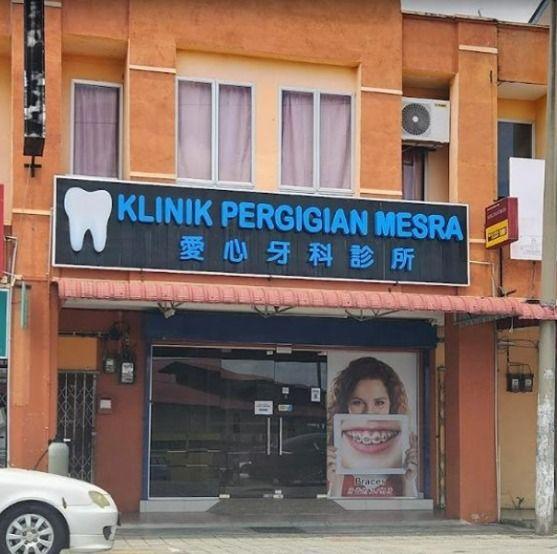 KLINIK PERGIGIAN MESRA
愛心牙科診所
Braces